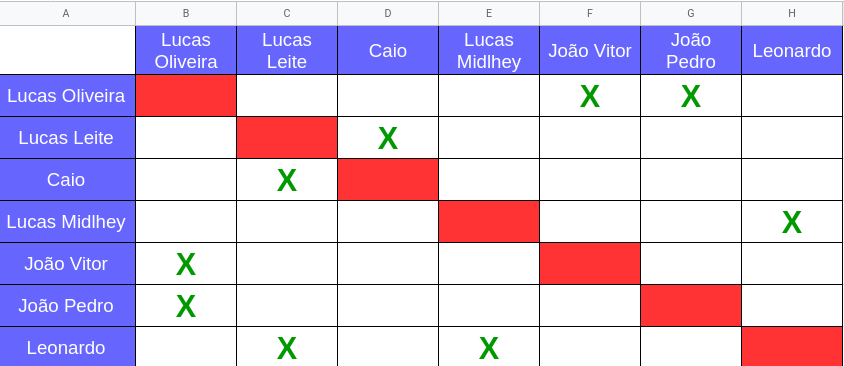 A B C D E F G H
Lucas Oliveira Lucas Leite Caio Lucas Midlhey João Vitor João Pedro Leonardo
Lucas Oliveira X X
Lucas Leite X
Caio X
Lucas Midlhey X
João Vitor X
João Pedro X
Leonardo X X